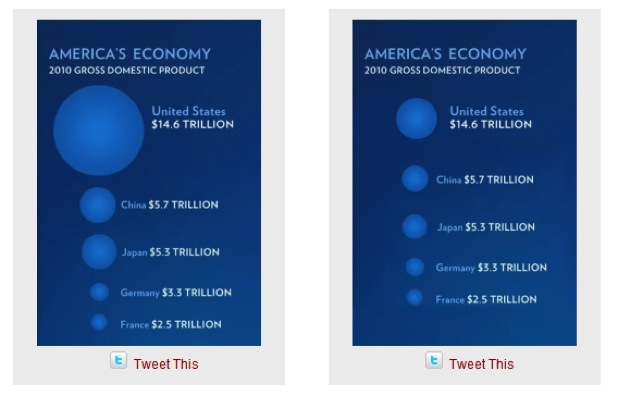 AMERICA'S ECONOMY
2010 GROSS DOMESTIC PRODUCT
United States
$14.6 TRILLION
China $5.7 TRILLION
Japan $5.3 TRILLION
Germany $3.3 TRILLION
France $2.5 TRILLION
Tweet This
AMERICA'S ECONOMY
2010 GROSS DOMESTIC PRODUCT
United States
$14.6 TRILLION
China $5.7 TRILLION
Japan $5.3 TRILLION
Germany $3.3 TRILLION
France $2.5 TRILLION
Tweet This